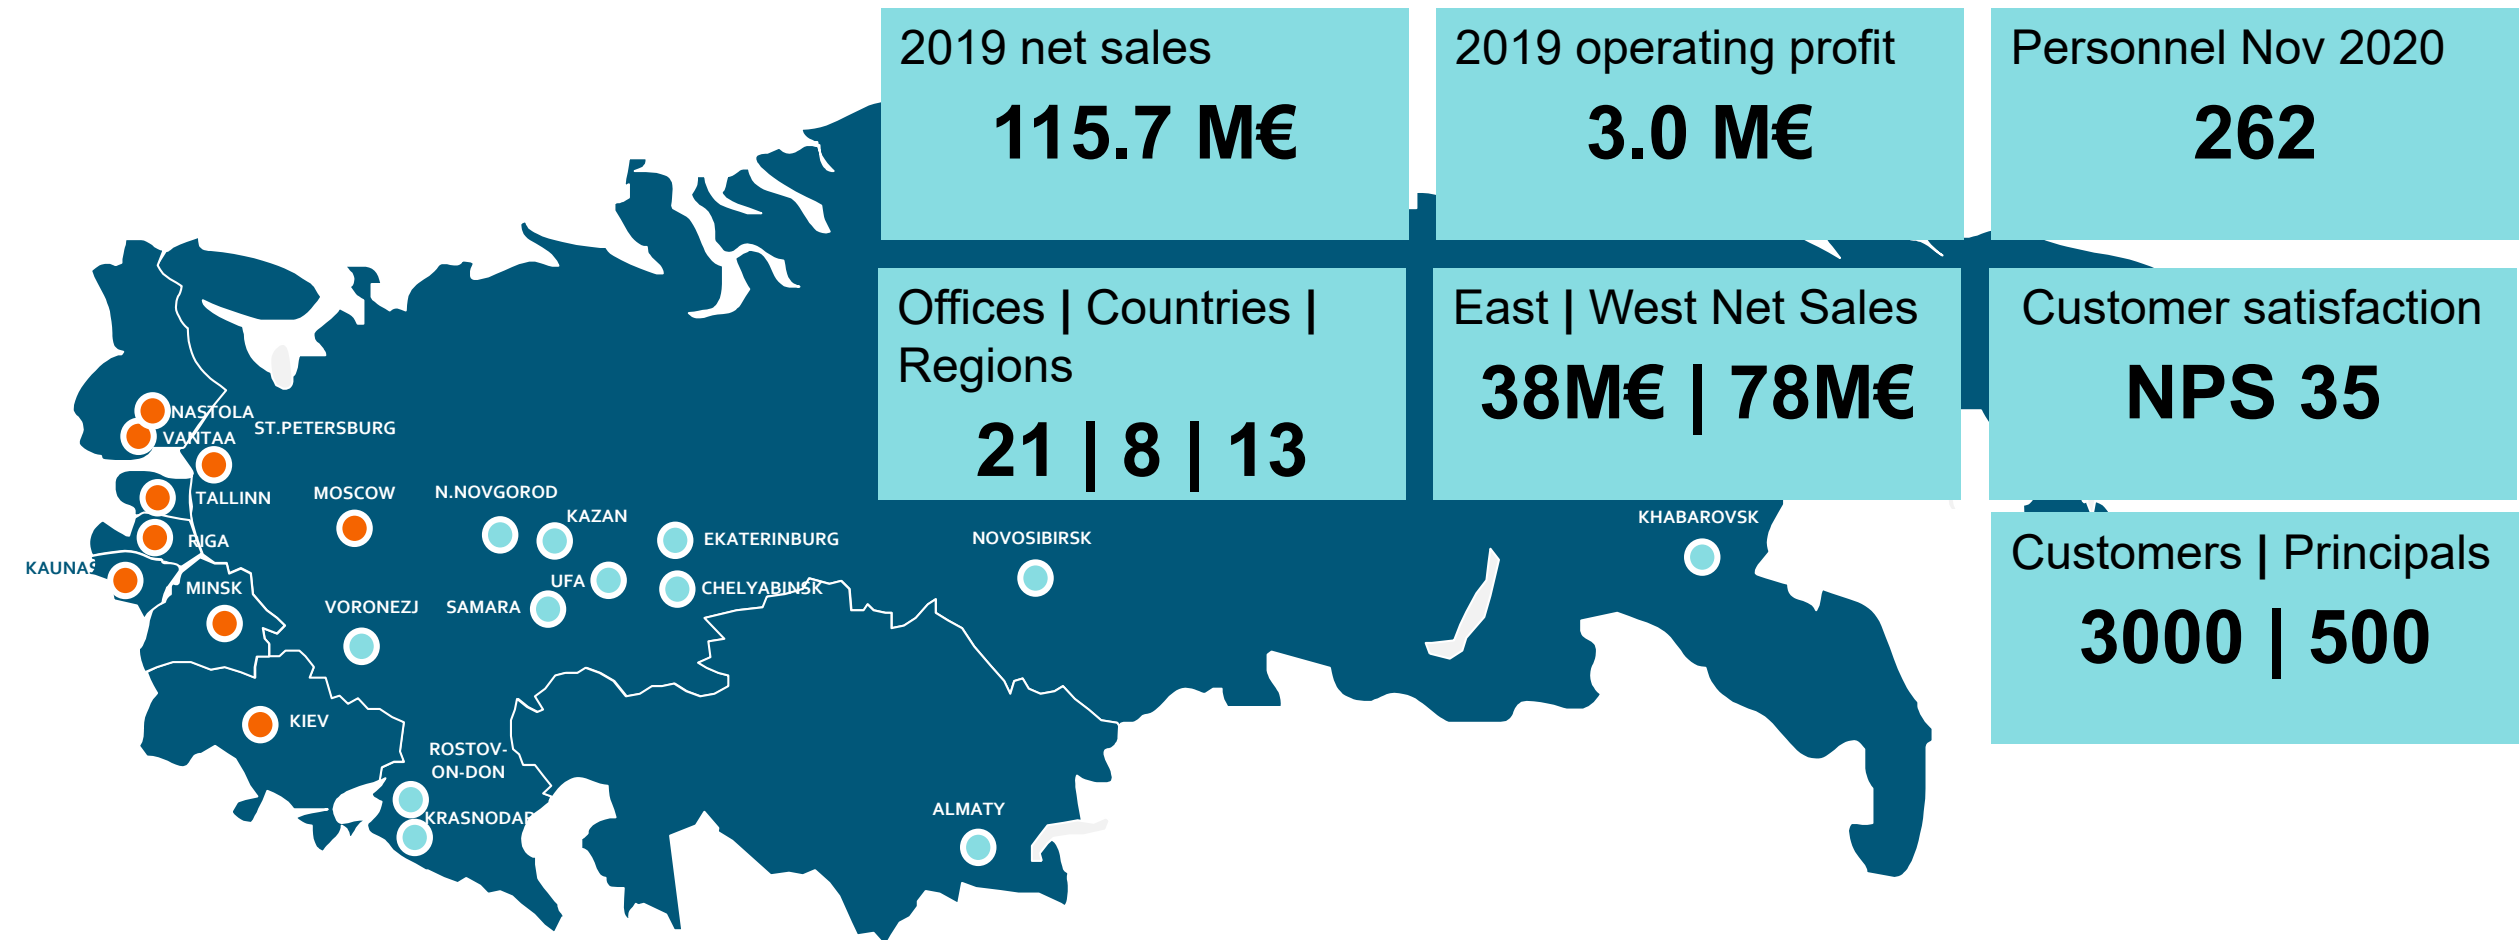 2019 net sales
115.7 M€
2019 operating profit
3.0 M€
Personnel Nov 2020
262
Offices | Countries |
Regions
21 | 8 | 13
East | West Net Sales
38M€ | 78M€
Customer satisfaction
NPS 35
Customers | Principals
3000 | 500
NASTOLA
VANTAA
ST.PETERSBURG
TALLINN
MOSCOW
N.NOVGOROD
KAZAN
RIGA
EKATERINBURG
NOVOSIBIRSK
KHABAROVSK
KAUNAS
MINSK
UFA
CHELYABINSK
VORONEZJ
SAMARA
KIEV
ROSTOV-
ON-DON
KRASNODAR
ALMATY